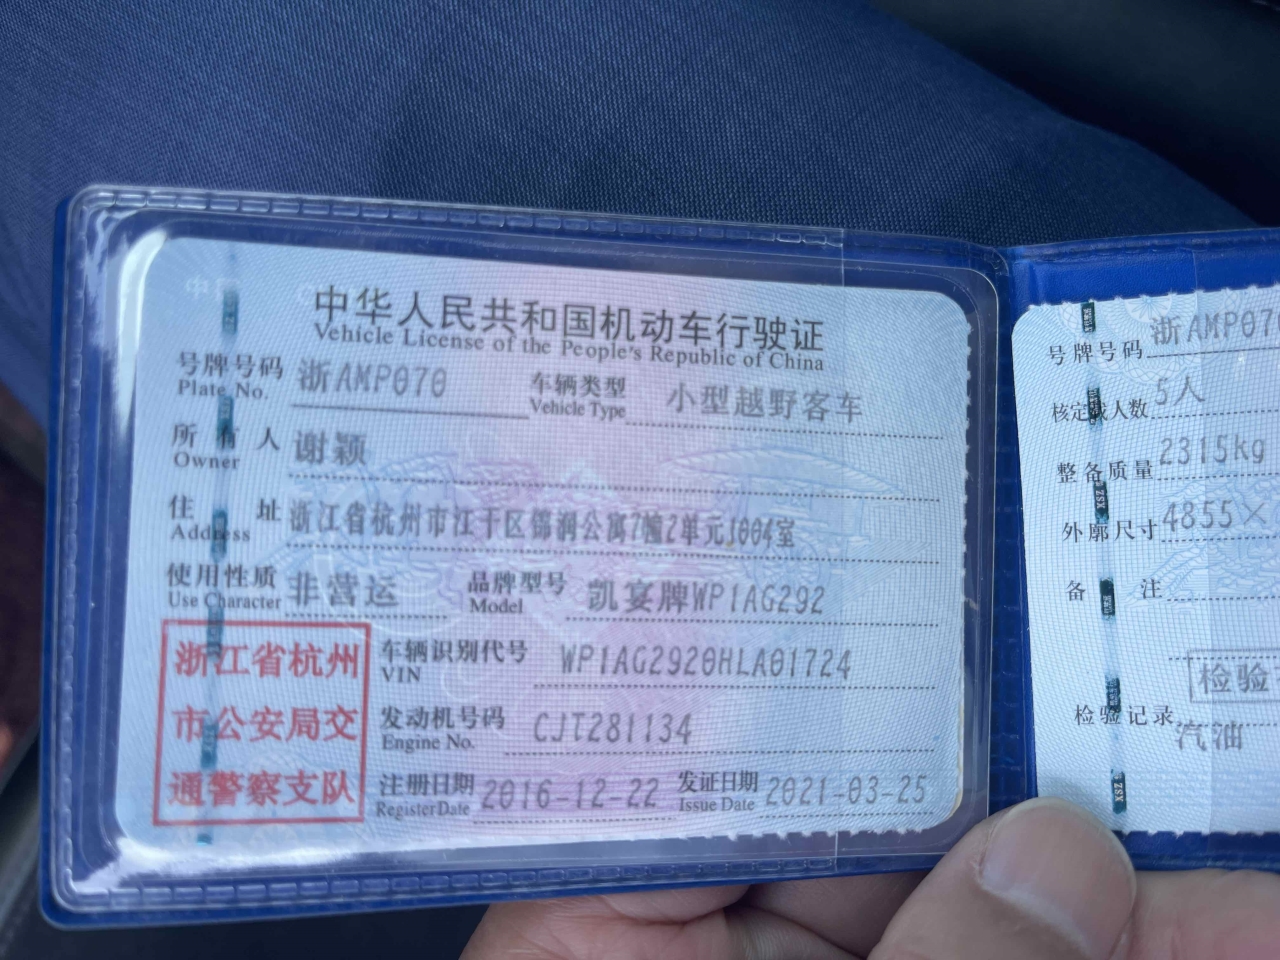 中华人民共和国机动车行驶证
Vehicle License of the People's Republic of China
号牌号码 浙AMP070 车辆类型 小型越野客车
Plate No. Vehicle Type
所有人 谢颖
Owner
住址 浙江省杭州市江干区锦润公寓7幢2单元1004室
Address
使用性质 非营运 品牌型号 凯宴牌WP1AG292
Use Character Model
浙江省杭州
市公安局交
通警察支队
车辆识别代号 WP1AG2920HLA01724
VIN
发动机号码 CJT281134
Engine No.
注册日期 2016-12-22 发证日期 2021-03-25
Register Date Issue Date
号牌号码 浙AMP07
核定载人数 5人
整备质量 2315kg
外廓尺寸 4855×
备注
检验
检验记录
汽油
XSZ
XSZ